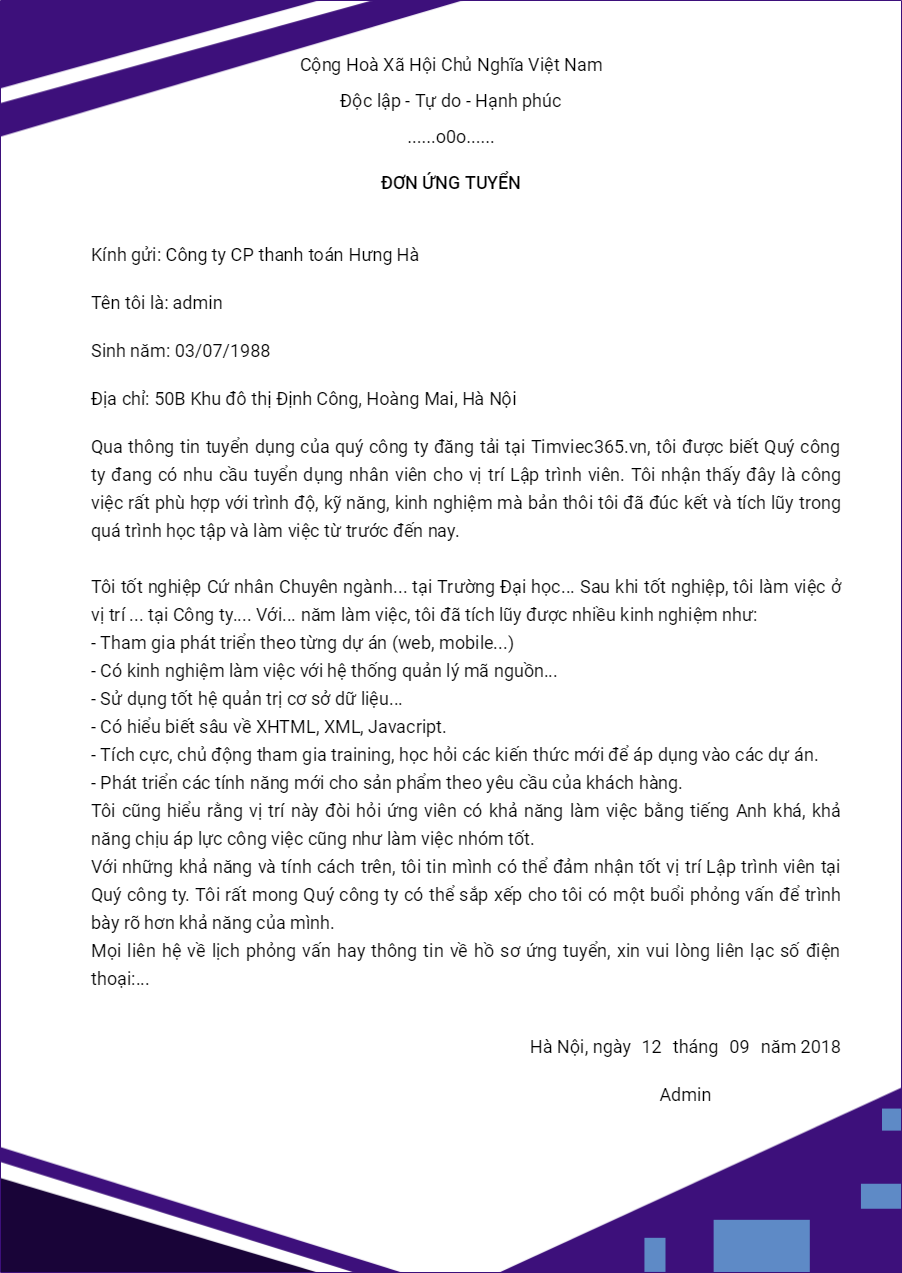 Cộng Hoà Xã Hội Chủ Nghĩa Việt Nam
Độc lập - Tự do - Hạnh phúc
......o0o......
ĐƠN ỨNG TUYỂN
Kính gửi: Công ty CP thanh toán Hưng Hà
Tên tôi là: admin
Sinh năm: 03/07/1988
Địa chỉ: 50B Khu đô thị Định Công, Hoàng Mai, Hà Nội
Qua thông tin tuyển dụng của quý công ty đăng tải tại Timviec365.vn, tôi được biết Quý công
ty đang có nhu cầu tuyển dụng nhân viên cho vị trí Lập trình viên. Tôi nhận thấy đây là công
việc rất phù hợp với trình độ, kỹ năng, kinh nghiệm mà bản thôi tôi đã đúc kết và tích lũy trong
quá trình học tập và làm việc từ trước đến nay.
Tôi tốt nghiệp Cứ nhân Chuyên ngành... tại Trường Đại học... Sau khi tốt nghiệp, tôi làm việc ở
vị trí ... tại Công ty.... Với... năm làm việc, tôi đã tích lũy được nhiều kinh nghiệm như:
- Tham gia phát triển theo từng dự án (web, mobile...)
- Có kinh nghiệm làm việc với hệ thống quản lý mã nguồn...
- Sử dụng tốt hệ quản trị cơ sở dữ liệu...
- Có hiểu biết sâu về XHTML, XML, Javacript.
- Tích cực, chủ động tham gia training, học hỏi các kiến thức mới để áp dụng vào các dự án.
- Phát triển các tính năng mới cho sản phẩm theo yêu cầu của khách hàng.
Tôi cũng hiểu rằng vị trí này đòi hỏi ứng viên có khả năng làm việc bằng tiếng Anh khá, khả
năng chịu áp lực công việc cũng như làm việc nhóm tốt.
Với những khả năng và tính cách trên, tôi tin mình có thể đảm nhận tốt vị trí Lập trình viên tại
Quý công ty. Tôi rất mong Quý công ty có thể sắp xếp cho tôi có một buổi phỏng vấn để trình
bày rõ hơn khả năng của mình.
Mọi liên hệ về lịch phỏng vấn hay thông tin về hồ sơ ứng tuyển, xin vui lòng liên lạc số điện
thoại:...
Hà Nội, ngày 12 tháng 09 năm 2018
Admin